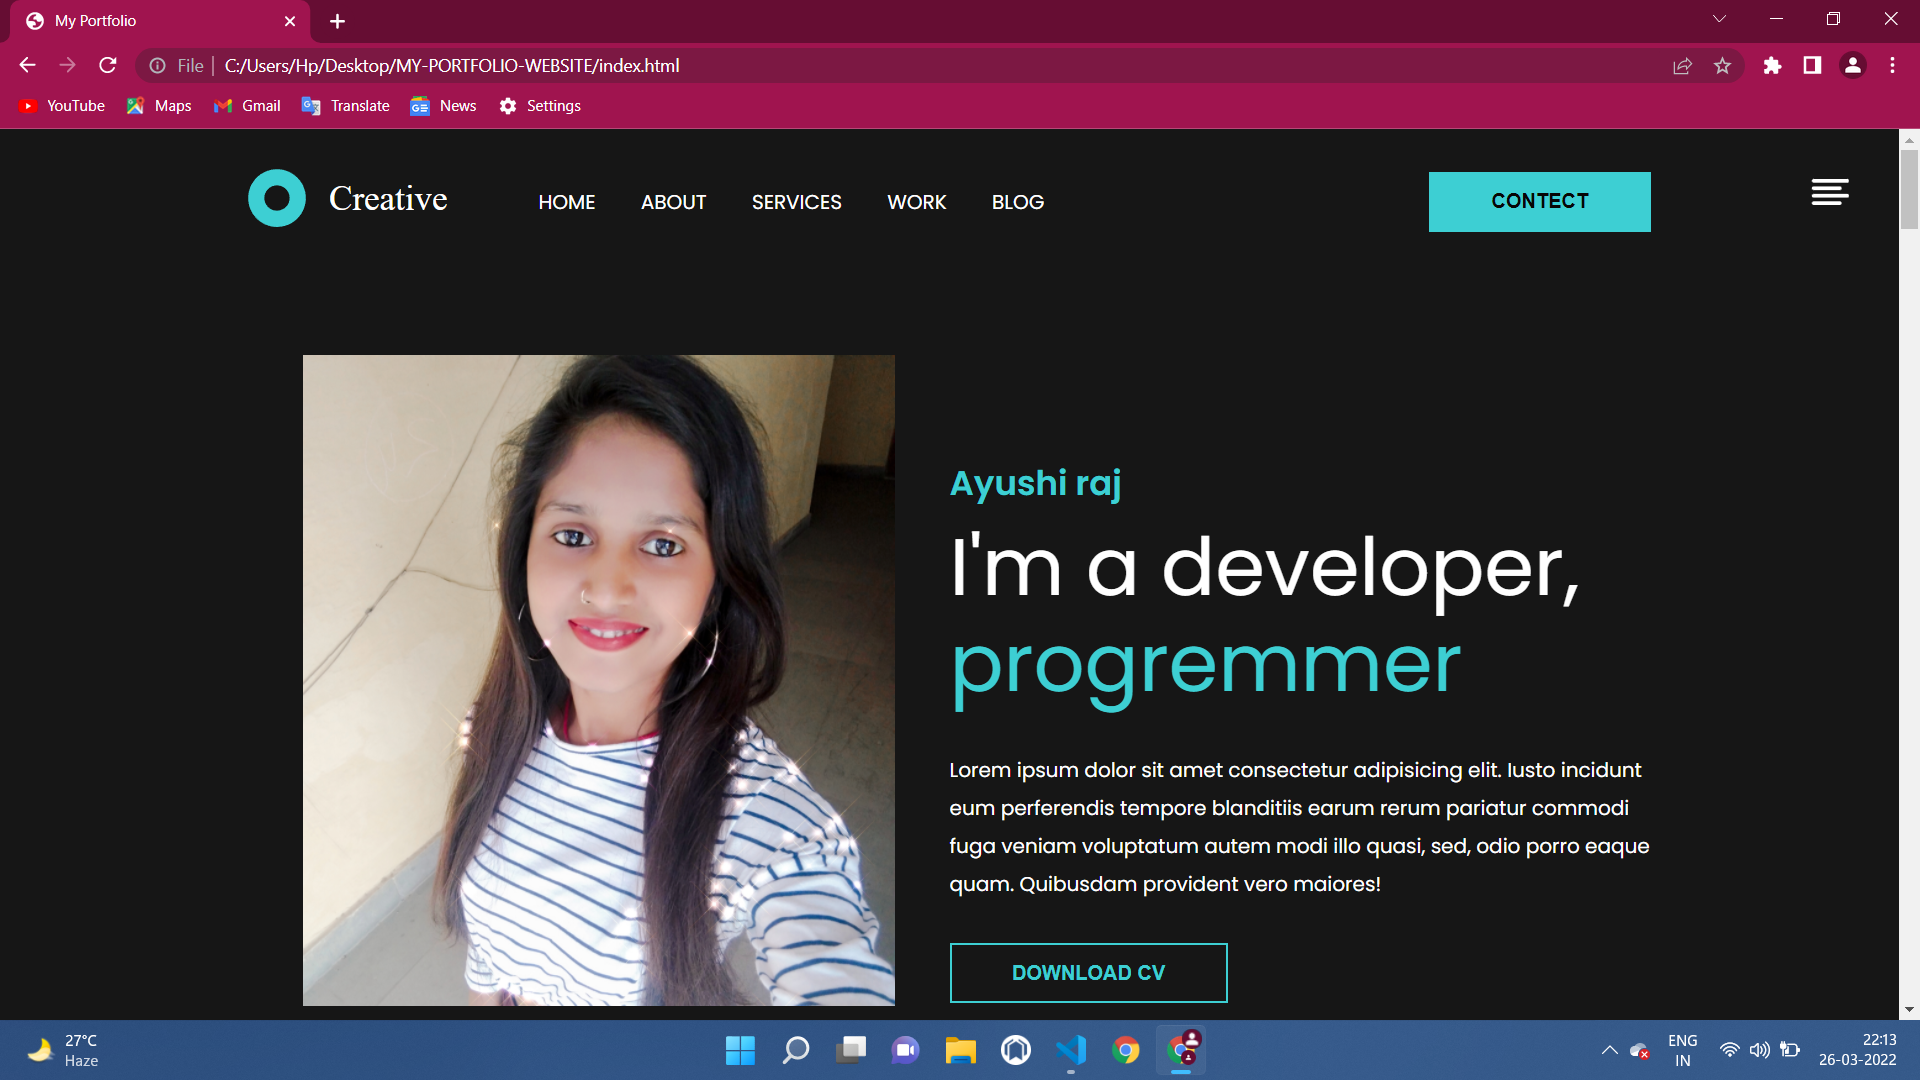 My Portfolio
File | C:/Users/Hp/Desktop/MY-PORTFOLIO-WEBSITE/index.html
YouTube Maps Gmail Translate News Settings
Creative HOME ABOUT SERVICES WORK BLOG CONTECT
Ayushi raj
I'm a developer,
progremmer
Lorem ipsum dolor sit amet consectetur adipisicing elit. Iusto incidunt
eum perferendis tempore blanditiis earum rerum pariatur commodi
fuga veniam voluptatum autem modi illo quasi, sed, odio porro eaque
quam. Quibusdam provident vero maiores!
DOWNLOAD CV
27°C
Haze
ENG
IN
22:13
26-03-2022